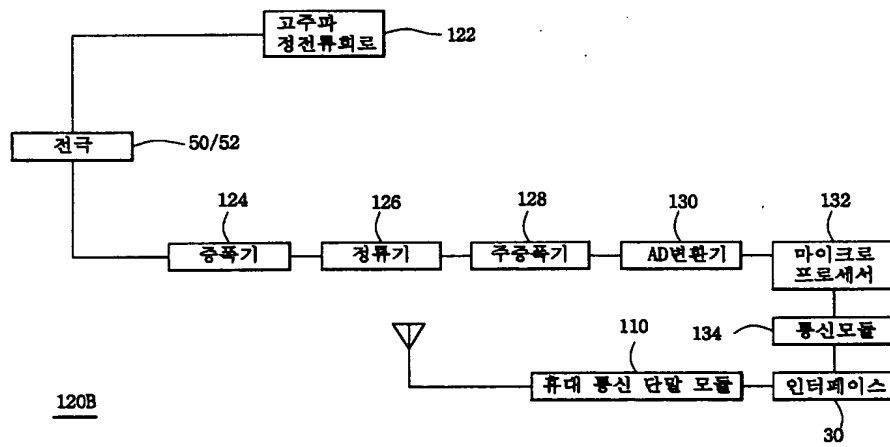 고주파
정전류회로
122
전극
50/52
124
126
128
130
132
증폭기
정류기
주증폭기
AD변환기
마이크로
프로세서
134
통신모듈
110
휴대 통신 단말 모듈
인터페이스
120B
30